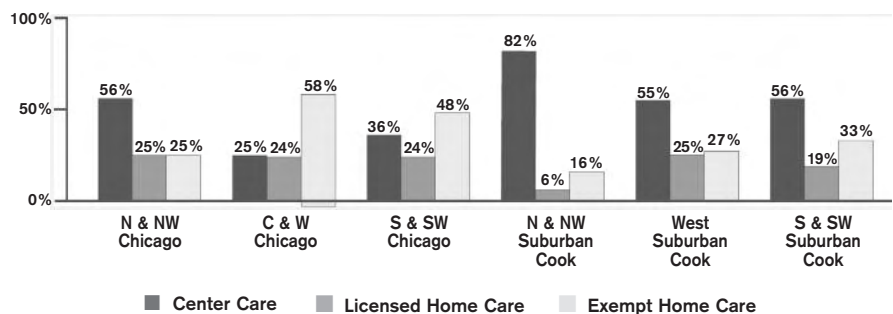 100%
82%
56%
58%
55%
56%
50%
48%
36%
33%
25% 25%
25% 24%
24%
25% 27%
19%
16%
6%
0%
N & NW
Chicago
C & W
Chicago
S & SW
Chicago
N & NW
Suburban
Cook
West
Suburban
Cook
S & SW
Suburban
Cook
Center Care
Licensed Home Care
Exempt Home Care